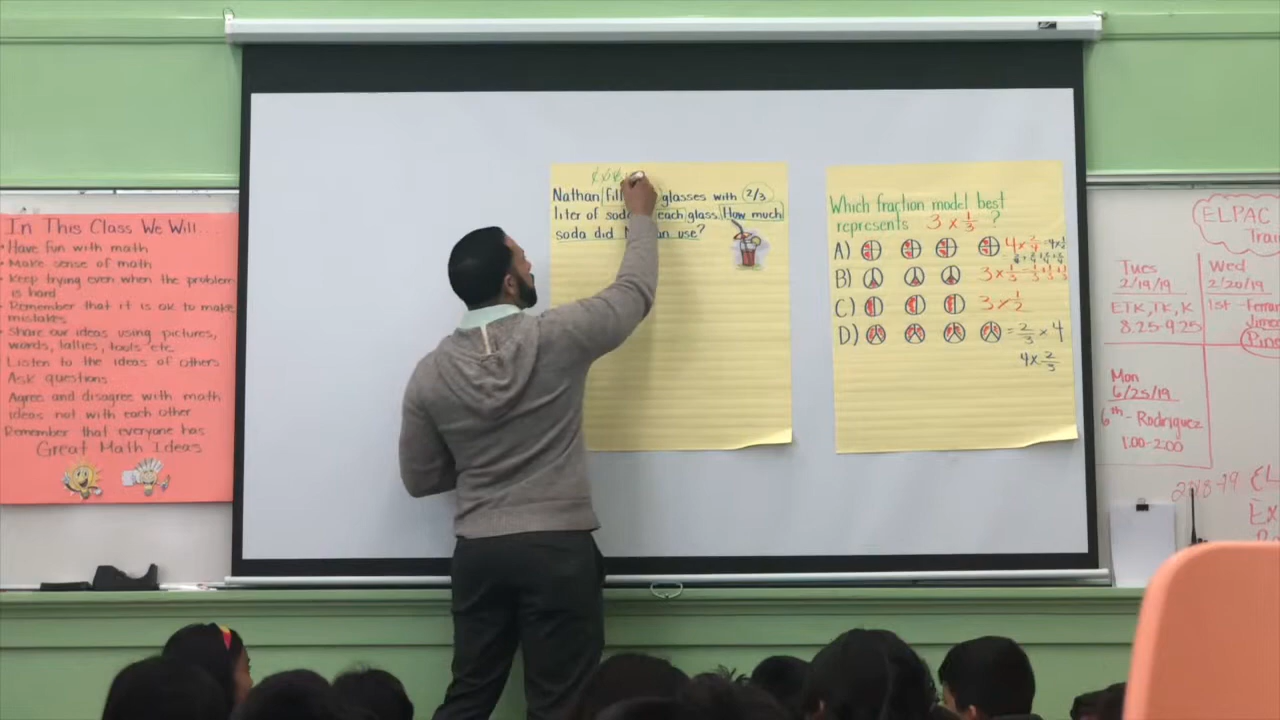 In This Class We Will...
• Have fun with math
• Make sense of math
• Keep trying even when the problem
is hard
• Remember that it is ok to make
mistakes
• Share our ideas using pictures,
words, tallies, tools etc.
Listen to the ideas of others
Ask questions
Agree and disagree with math
ideas not with each other
Remember that everyone has
Great Math Ideas
Nathan fill glasses with 2/3
liter of soda each glass. How much
soda did use?
Which fraction model best
represents 3 x 1/3 ?
A) 4 x 2/4
B) 3 x 1/3
C) 3 x 1/2
D) = 2/3 x 4
4 x 2/3
ELPAC
Tues
2/19/19
ETK, TK, K
8:25-9:25
Wed
2/20/19
1st -
Mon
6/25/19
6th - Rodriguez
1:00-2:00